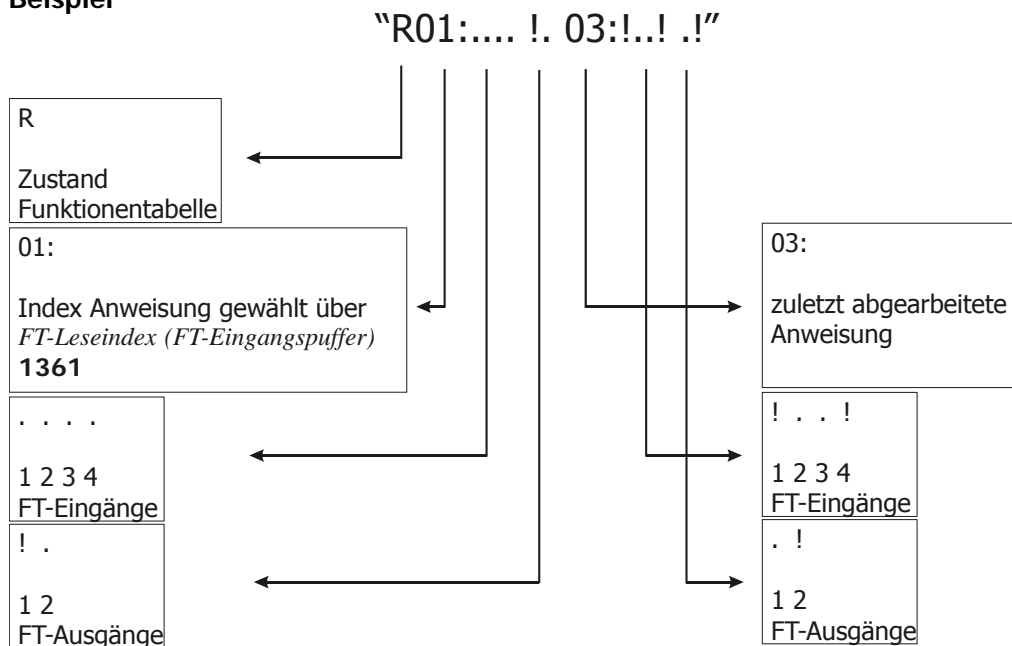 Beispiel
“R01:.... !. 03:!..! .!”
R
Zustand
Funktionentabelle
01:
Index Anweisung gewählt über
FT-Leseindex (FT-Eingangspuffer)
1361
. . . .
1 2 3 4
FT-Eingänge
! .
1 2
FT-Ausgänge
03:
zuletzt abgearbeitete
Anweisung
! . . !
1 2 3 4
FT-Eingänge
. !
1 2
FT-Ausgänge